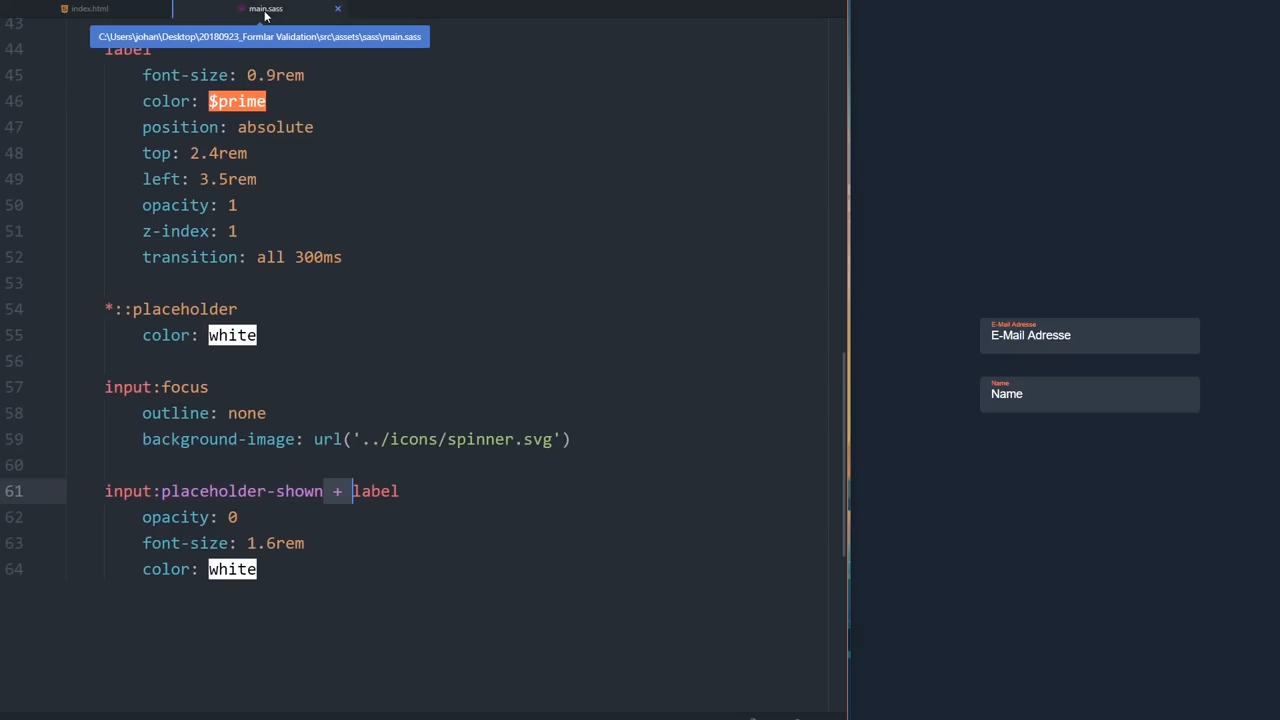 index.html
main.sass
C:\Users\johan\Desktop\20180923_Formlar Validation\src\assets\sass\main.sass
43
44 label
45 font-size: 0.9rem
46 color: $prime
47 position: absolute
48 top: 2.4rem
49 left: 3.5rem
50 opacity: 1
51 z-index: 1
52 transition: all 300ms
53
54 *::placeholder
55 color: white
56
57 input:focus
58 outline: none
59 background-image: url('../icons/spinner.svg')
60
61 input:placeholder-shown + label
62 opacity: 0
63 font-size: 1.6rem
64 color: white
E-Mail Adresse
E-Mail Adresse
Name
Name